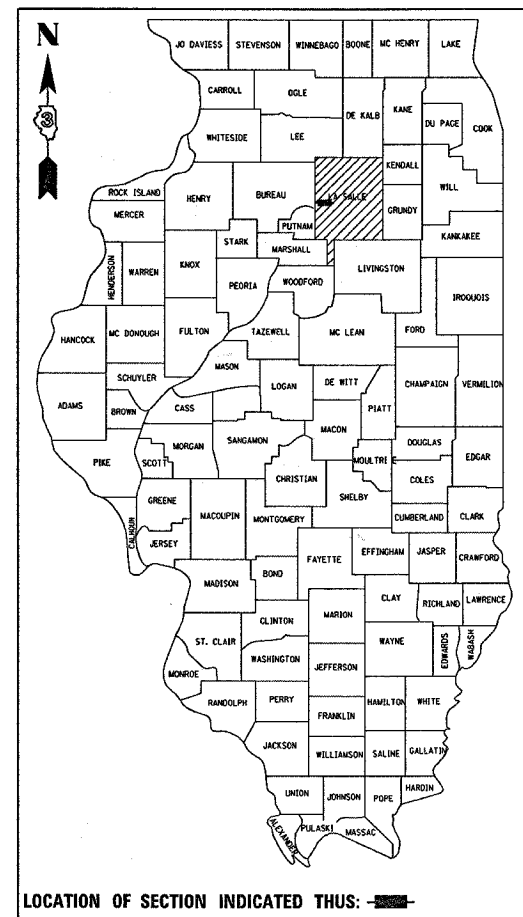 N
JO DAVIESS STEVENSON WINNEBAGO BOONE MC HENRY LAKE
CARROLL OGLE
DE KALB KANE
DU PAGE COOK
WHITESIDE LEE
KENDALL
WILL
ROCK ISLAND
HENRY BUREAU LA SALLE
MERCER
PUTNAM GRUNDY
STARK
MARSHALL
KANKAKEE
HENDERSON WARREN KNOX
LIVINGSTON
WOODFORD
PEORIA
IROQUOIS
HANCOCK MC DONOUGH FULTON TAZEWELL MC LEAN FORD
MASON
SCHUYLER
LOGAN DE WITT
CHAMPAIGN VERMILION
ADAMS
BROWN CASS
PIATT
MACON
MORGAN SANGAMON
DOUGLAS
PIKE SCOTT
MOULTRIE
EDGAR
CHRISTIAN
COLES
GREENE
SHELBY
MACOUPIN MONTGOMERY
CUMBERLAND CLARK
CALHOUN JERSEY
FAYETTE EFFINGHAM JASPER CRAWFORD
MADISON BOND
CLAY RICHLAND LAWRENCE
MARION
CLINTON
ST. CLAIR
WAYNE EDWARDS WABASH
WASHINGTON JEFFERSON
MONROE
RANDOLPH PERRY
HAMILTON WHITE
FRANKLIN
JACKSON WILLIAMSON SALINE GALLATIN
HARDIN
UNION JOHNSON POPE
ALEXANDER PULASKI MASSAC
LOCATION OF SECTION INDICATED THUS: